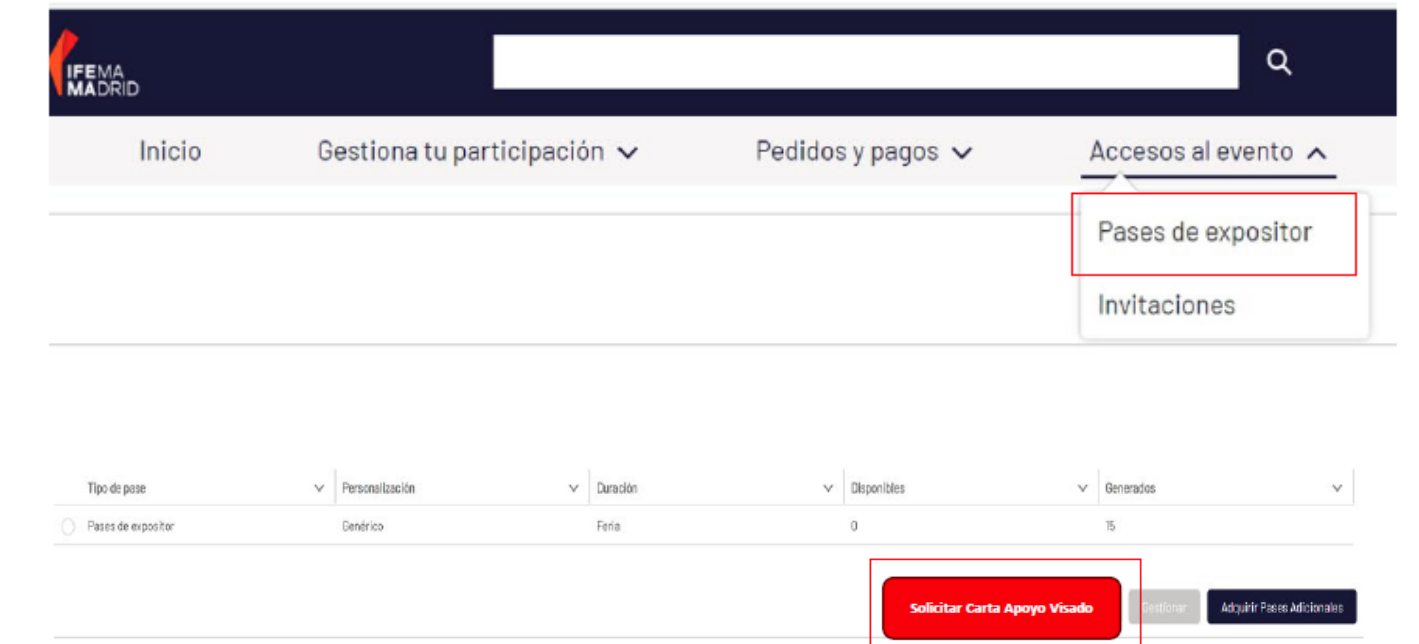 IFEMA
MADRID
Inicio Gestiona tu participación Pedidos y pagos Accesos al evento
Pases de expositor
Invitaciones
Tipo de pase Personalización Duración Disponibles Generados
Pases de expositor Genérico Feria 0 15
Solicitar Carta Apoyo Visado Gestionar Adquirir Pases Adicionales